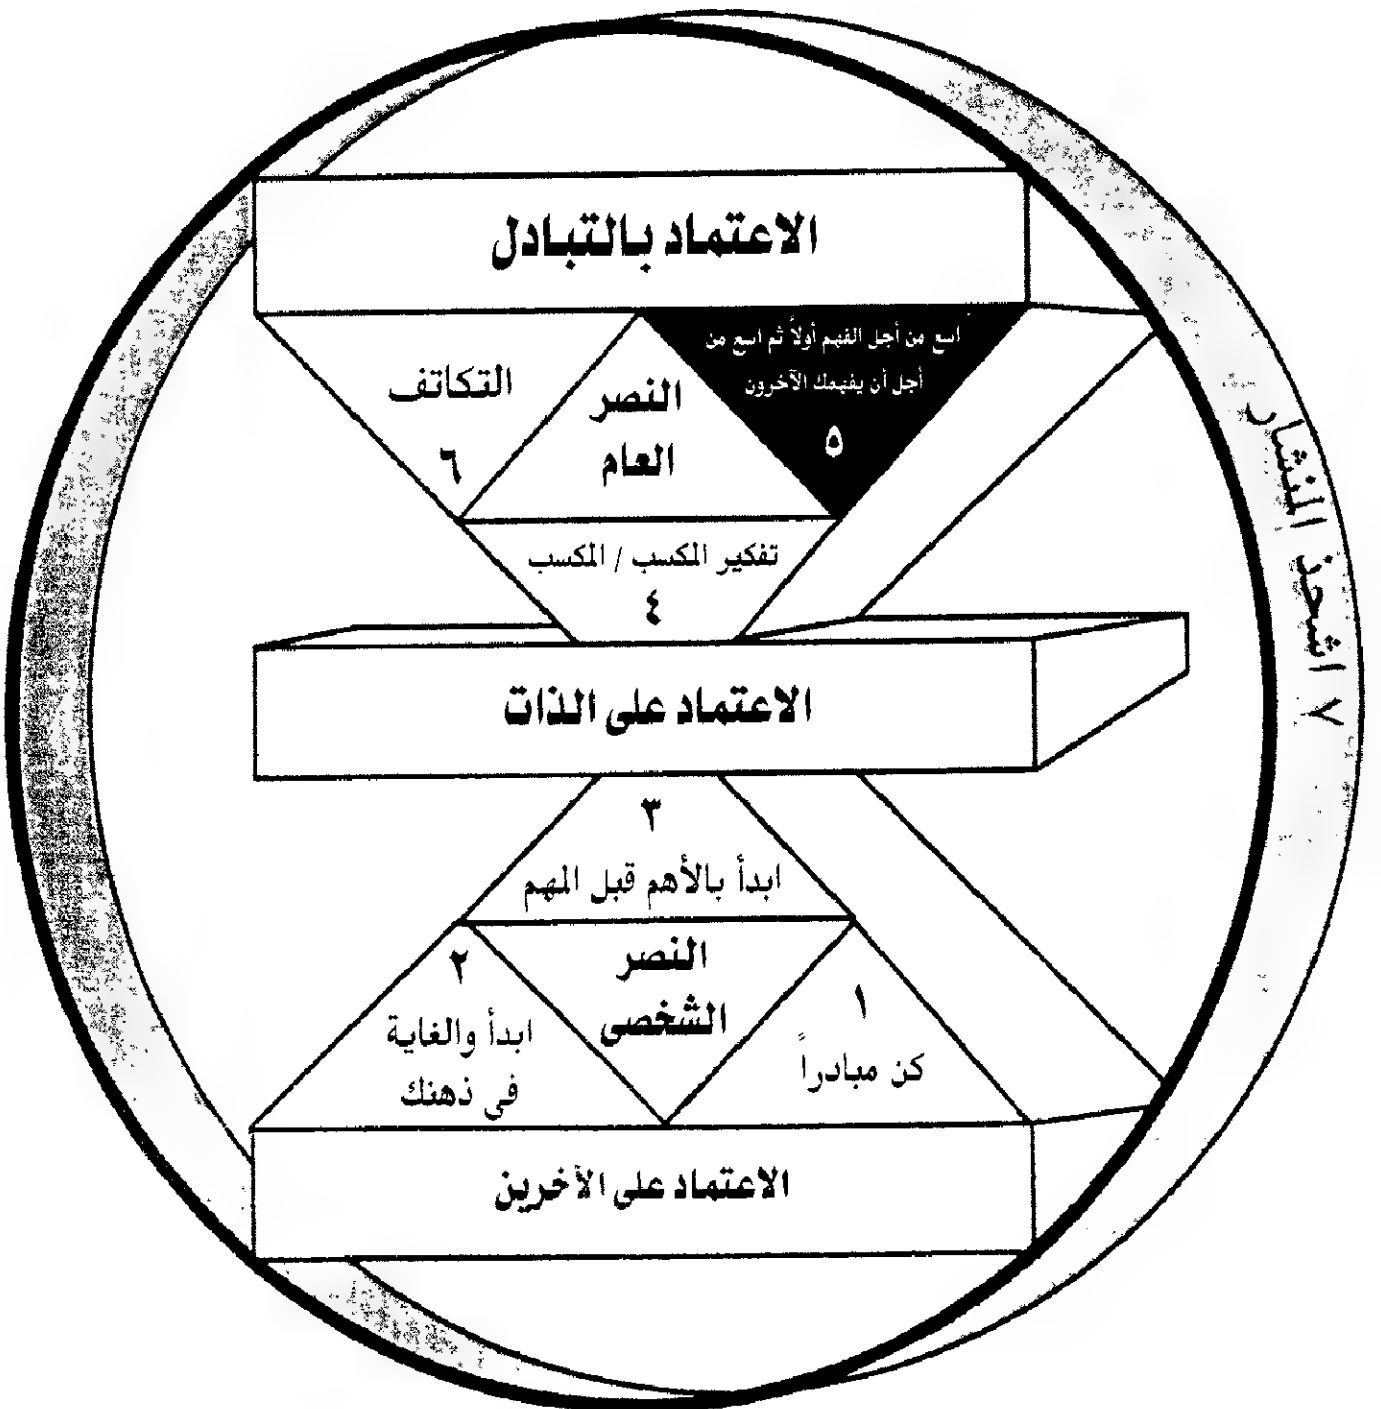 الاعتماد بالتبادل
اسع من أجل الفهم أولاً ثم اسع من
أجل أن يفهمك الآخرون
٥
النصر
العام
التكاتف
٦
تفكير المكسب / المكسب
٤
٧ اشحذ المنشار
الاعتماد على الذات
٣
ابدأ بالأهم قبل المهم
١
كن مبادراً
النصر
الشخصى
٢
ابدأ والغاية
فى ذهنك
الاعتماد على الآخرين